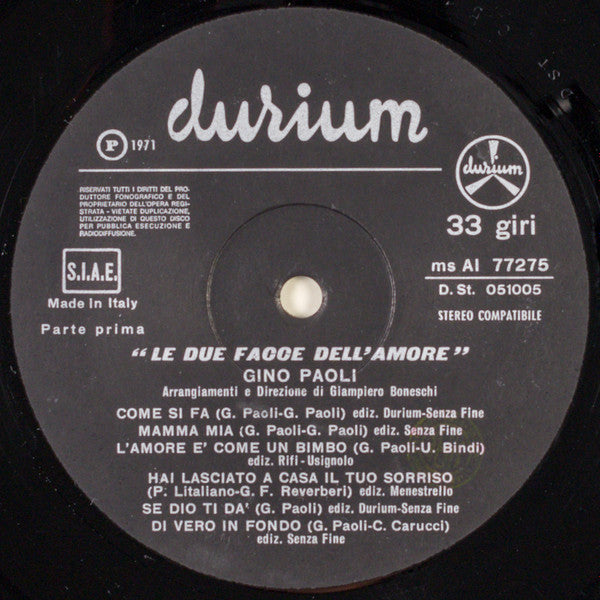 durium
P 1971
durium
RISERVATI TUTTI I DIRITTI DEL PRO-
DUTTORE FONOGRAFICO E DEL
PROPRIETARIO DELL'OPERA REGI-
STRATA - VIETATE DUPLICAZIONE,
UTILIZZAZIONE DI QUESTO DISCO
PER PUBBLICA ESECUZIONE E
RADIODIFFUSIONE.
33 giri
S.I.A.E.
ms AI 77275
Made in Italy
D. St. 051005
Parte prima
STEREO COMPATIBILE
"LE DUE FACCE DELL'AMORE"
GINO PAOLI
Arrangiamenti e Direzione di Giampiero Boneschi
COME SI FA (G. Paoli-G. Paoli) ediz. Durium-Senza Fine
MAMMA MIA (G. Paoli-G. Paoli) ediz. Senza Fine
L'AMORE E' COME UN BIMBO (G. Paoli-U. Bindi)
ediz. Rifi-Usignolo
HAI LASCIATO A CASA IL TUO SORRISO
(P. Litaliano-G. F. Reverberi) ediz. Menestrello
SE DIO TI DA' (G. Paoli) ediz. Durium-Senza Fine
DI VERO IN FONDO (G. Paoli-C. Carucci)
ediz. Senza Fine